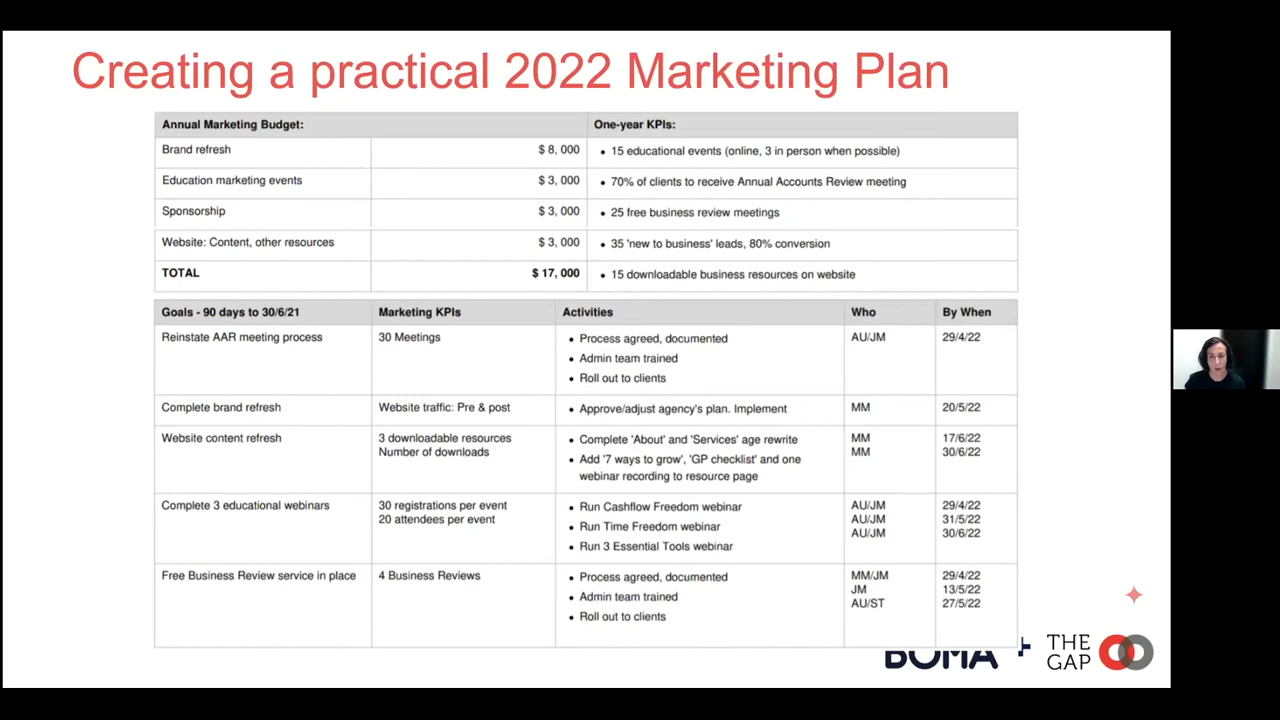 Creating a practical 2022 Marketing Plan
Annual Marketing Budget: One-year KPIs:
Brand refresh $ 8, 000 • 15 educational events (online, 3 in person when possible)
Education marketing events $ 3, 000 • 70% of clients to receive Annual Accounts Review meeting
Sponsorship $ 3, 000 • 25 free business review meetings
Website: Content, other resources $ 3, 000 • 35 'new to business' leads, 80% conversion
TOTAL $ 17, 000 • 15 downloadable business resources on website
Goals - 90 days to 30/6/21 Marketing KPIs Activities Who By When
Reinstate AAR meeting process 30 Meetings • Process agreed, documented AU/JM 29/4/22
• Admin team trained
• Roll out to clients
Complete brand refresh Website traffic: Pre & post • Approve/adjust agency's plan. Implement MM 20/5/22
Website content refresh 3 downloadable resources • Complete 'About' and 'Services' age rewrite MM 17/6/22
Number of downloads • Add '7 ways to grow', 'GP checklist' and one MM 30/6/22
webinar recording to resource page
Complete 3 educational webinars 30 registrations per event • Run Cashflow Freedom webinar AU/JM 29/4/22
20 attendees per event • Run Time Freedom webinar AU/JM 31/5/22
• Run 3 Essential Tools webinar AU/JM 30/6/22
Free Business Review service in place 4 Business Reviews • Process agreed, documented MM/JM 29/4/22
• Admin team trained JM 13/5/22
• Roll out to clients AU/ST 27/5/22
BOMA + THE
GAP